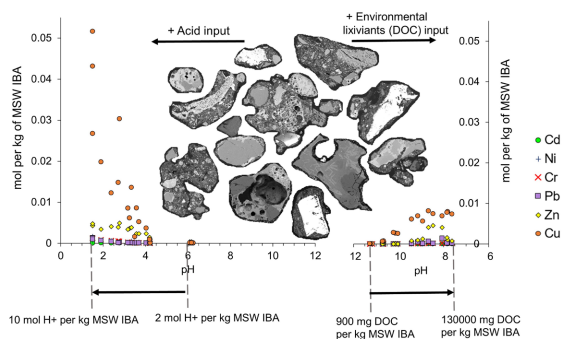 + Acid input
+ Environmental
lixiviants (DOC) input
mol per kg of MSW IBA
0.05
0.04
0.03
0.02
0.01
0
0 2 4 6 8 10 12
pH
mol per kg of MSW IBA
0.05
0.04
0.03
0.02
0.01
0
12 10 8 6
pH
Cd
Ni
Cr
Pb
Zn
Cu
10 mol H+ per kg MSW IBA
2 mol H+ per kg MSW IBA
900 mg DOC
per kg MSW IBA
130000 mg DOC
per kg MSW IBA